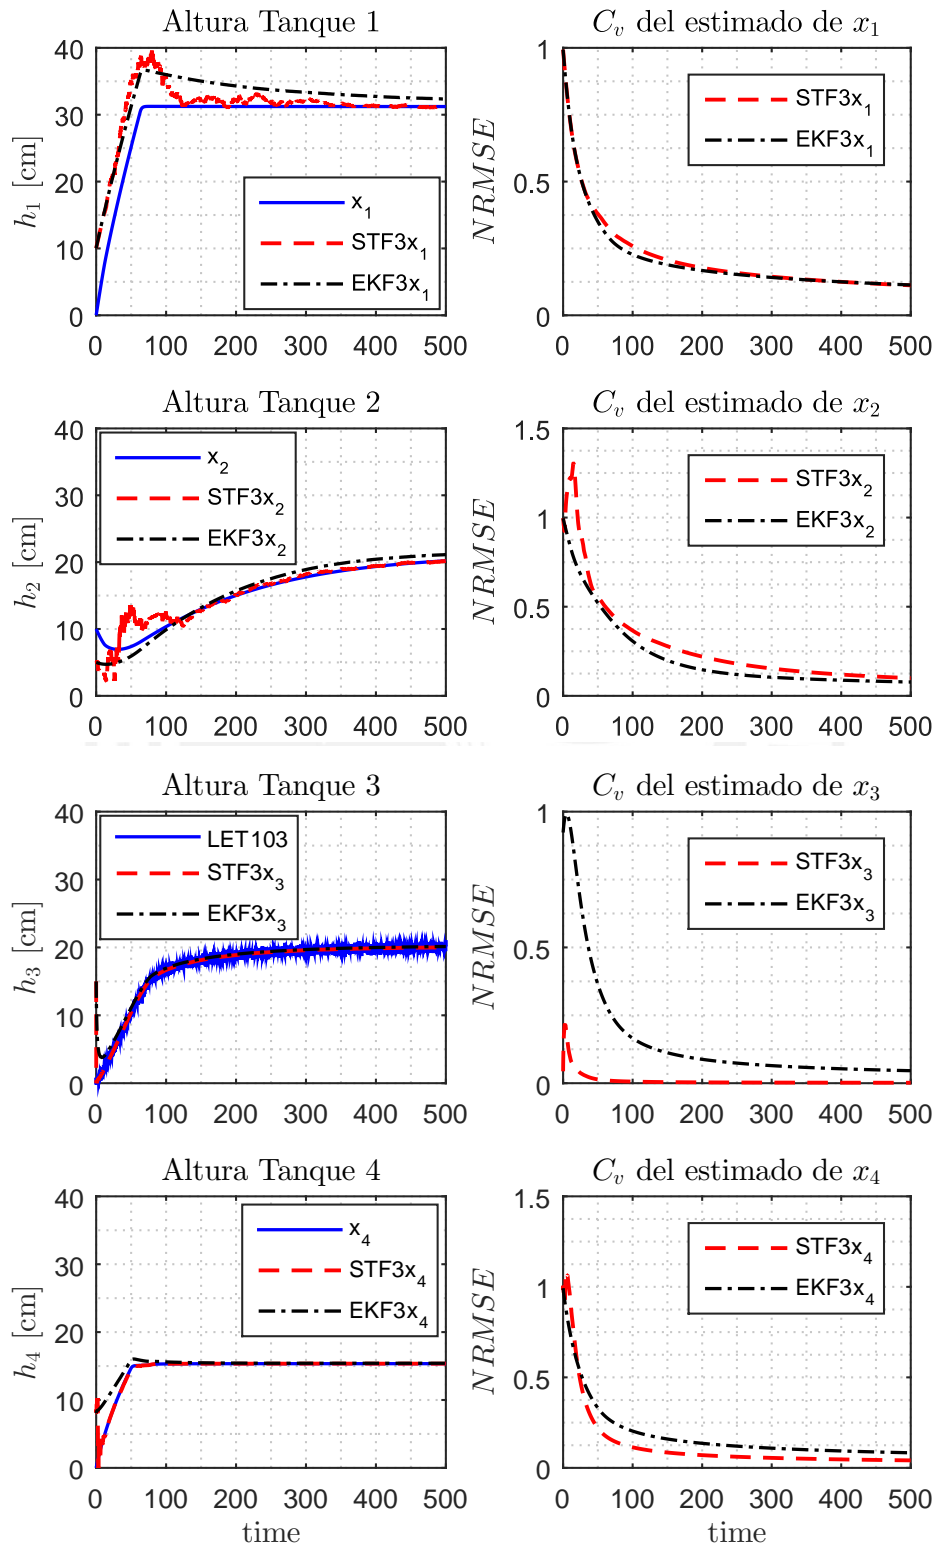 Altura Tanque 1
C_v del estimado de x_1
40
30
20
10
0
h_1 [cm]
x_1
STF3x_1
EKF3x_1
0 100 200 300 400 500
1
0.5
0
NRMSE
STF3x_1
EKF3x_1
0 100 200 300 400 500
Altura Tanque 2
C_v del estimado de x_2
40
30
20
10
0
h_2 [cm]
x_2
STF3x_2
EKF3x_2
0 100 200 300 400 500
1.5
1
0.5
0
NRMSE
STF3x_2
EKF3x_2
0 100 200 300 400 500
Altura Tanque 3
C_v del estimado de x_3
40
30
20
10
0
h_3 [cm]
LET103
STF3x_3
EKF3x_3
0 100 200 300 400 500
1
0.5
0
NRMSE
STF3x_3
EKF3x_3
0 100 200 300 400 500
Altura Tanque 4
C_v del estimado de x_4
40
30
20
10
0
h_4 [cm]
x_4
STF3x_4
EKF3x_4
0 100 200 300 400 500
time
1.5
1
0.5
0
NRMSE
STF3x_4
EKF3x_4
0 100 200 300 400 500
time